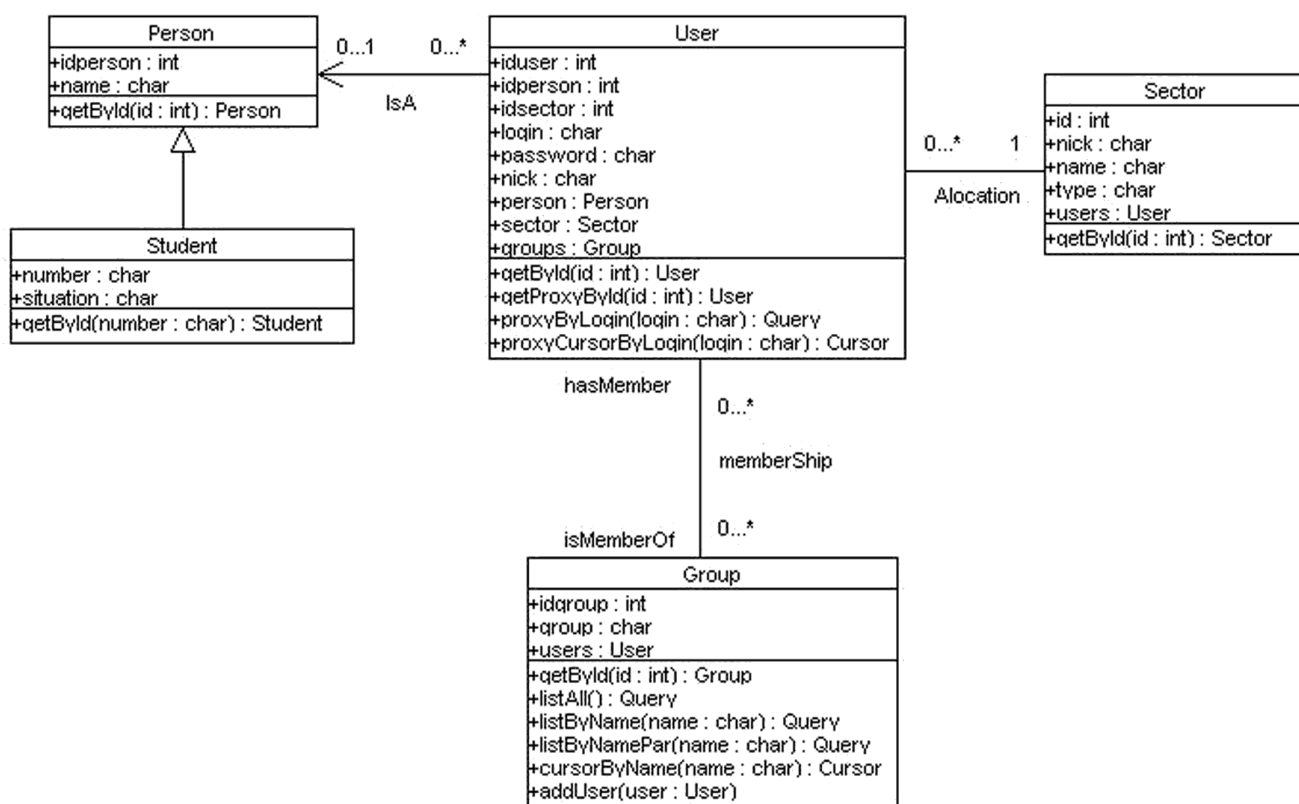 Person
+idperson : int
+name : char
+getById(id : int) : Person
0...1
0...*
IsA
User
+iduser : int
+idperson : int
+idsector : int
+login : char
+password : char
+nick : char
+person : Person
+sector : Sector
+groups : Group
+getById(id : int) : User
+getProxyById(id : int) : User
+proxyByLogin(login : char) : Query
+proxyCursorByLogin(login : char) : Cursor
0...*
1
Alocation
Sector
+id : int
+nick : char
+name : char
+type : char
+users : User
+getById(id : int) : Sector
Student
+number : char
+situation : char
+getById(number : char) : Student
hasMember
0...*
memberShip
0...*
isMemberOf
Group
+idgroup : int
+group : char
+users : User
+getById(id : int) : Group
+listAll() : Query
+listByName(name : char) : Query
+listByNamePar(name : char) : Query
+cursorByName(name : char) : Cursor
+addUser(user : User)